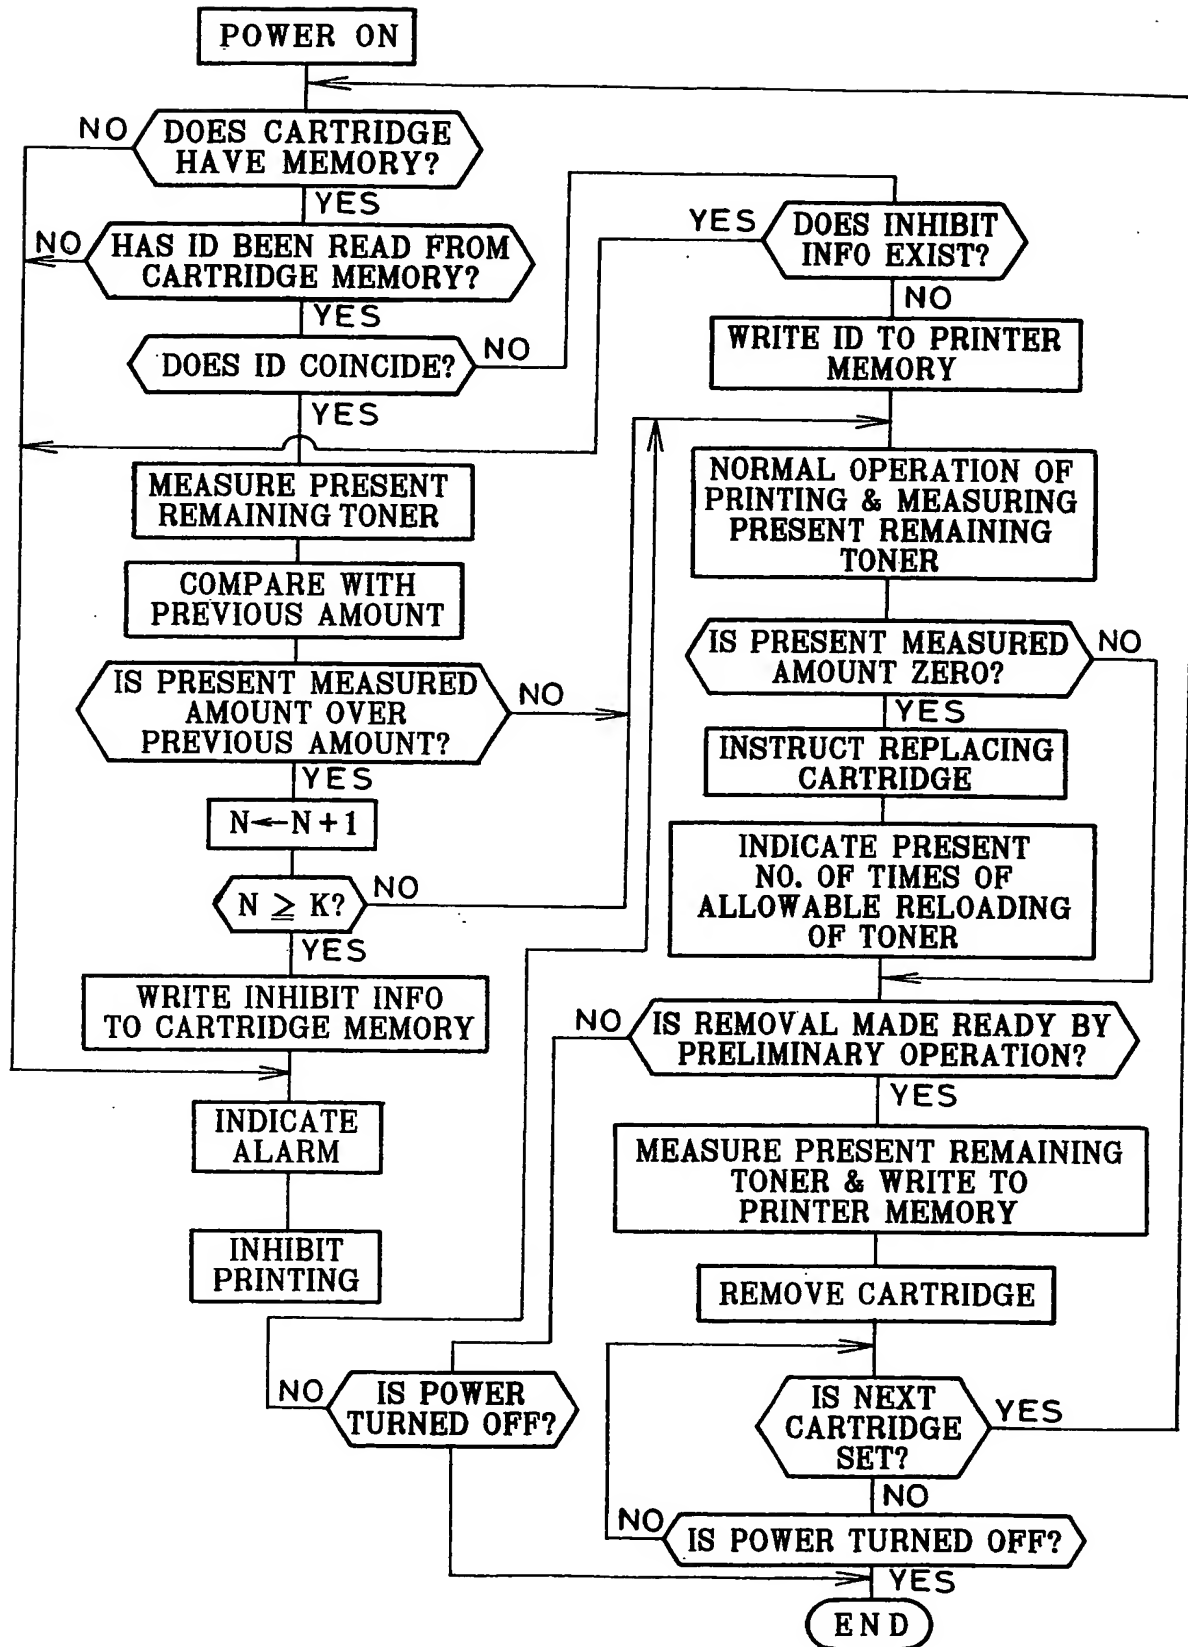 POWER ON
DOES CARTRIDGE
HAVE MEMORY?
NO
YES
HAS ID BEEN READ FROM
CARTRIDGE MEMORY?
NO
YES
DOES ID COINCIDE?
NO
YES
MEASURE PRESENT
REMAINING TONER
COMPARE WITH
PREVIOUS AMOUNT
IS PRESENT MEASURED
AMOUNT OVER
PREVIOUS AMOUNT?
NO
YES
N←N+1
N ≧ K?
NO
YES
WRITE INHIBIT INFO
TO CARTRIDGE MEMORY
INDICATE
ALARM
INHIBIT
PRINTING
DOES INHIBIT
INFO EXIST?
YES
NO
WRITE ID TO PRINTER
MEMORY
NORMAL OPERATION OF
PRINTING & MEASURING
PRESENT REMAINING
TONER
IS PRESENT MEASURED
AMOUNT ZERO?
NO
YES
INSTRUCT REPLACING
CARTRIDGE
INDICATE PRESENT
NO. OF TIMES OF
ALLOWABLE RELOADING
OF TONER
IS REMOVAL MADE READY BY
PRELIMINARY OPERATION?
NO
YES
MEASURE PRESENT REMAINING
TONER & WRITE TO
PRINTER MEMORY
REMOVE CARTRIDGE
IS NEXT
CARTRIDGE
SET?
YES
NO
IS POWER TURNED OFF?
NO
YES
IS POWER
TURNED OFF?
NO
END